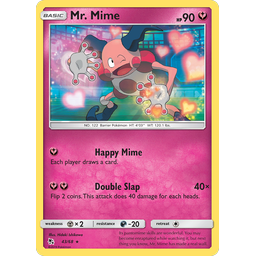 BASIC Mr. Mime HP 90
NO. 122 Barrier Pokémon HT: 4'03" WT: 120.1 lbs
Happy Mime
Each player draws a card.
Double Slap 40×
Flip 2 coins. This attack does 40 damage for each heads.
weakness ×2 resistance -20 retreat